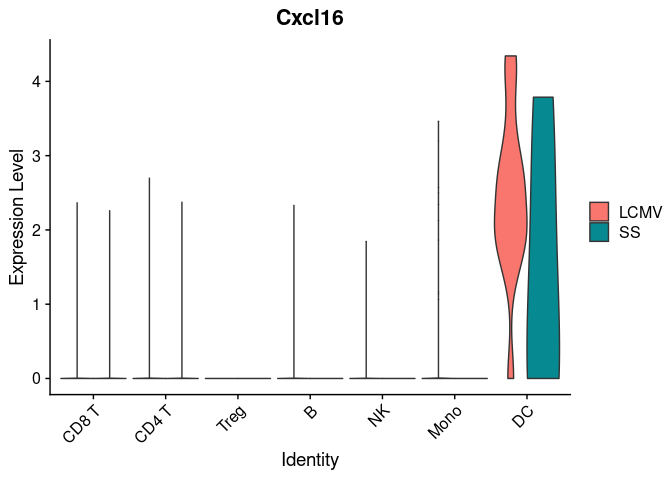 Cxcl16
Expression Level
4
3
2
1
0
CD8 T
CD4 T
Treg
B
NK
Mono
DC
Identity
LCMV
SS